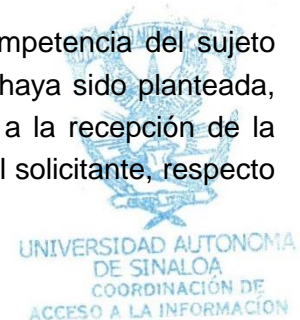 mpetencia del sujeto
haya sido planteada,
a la recepción de la
l solicitante, respecto
UNIVERSIDAD AUTONOMA
DE SINALOA
COORDINACIÓN DE
ACCESO A LA INFORMACIÓN